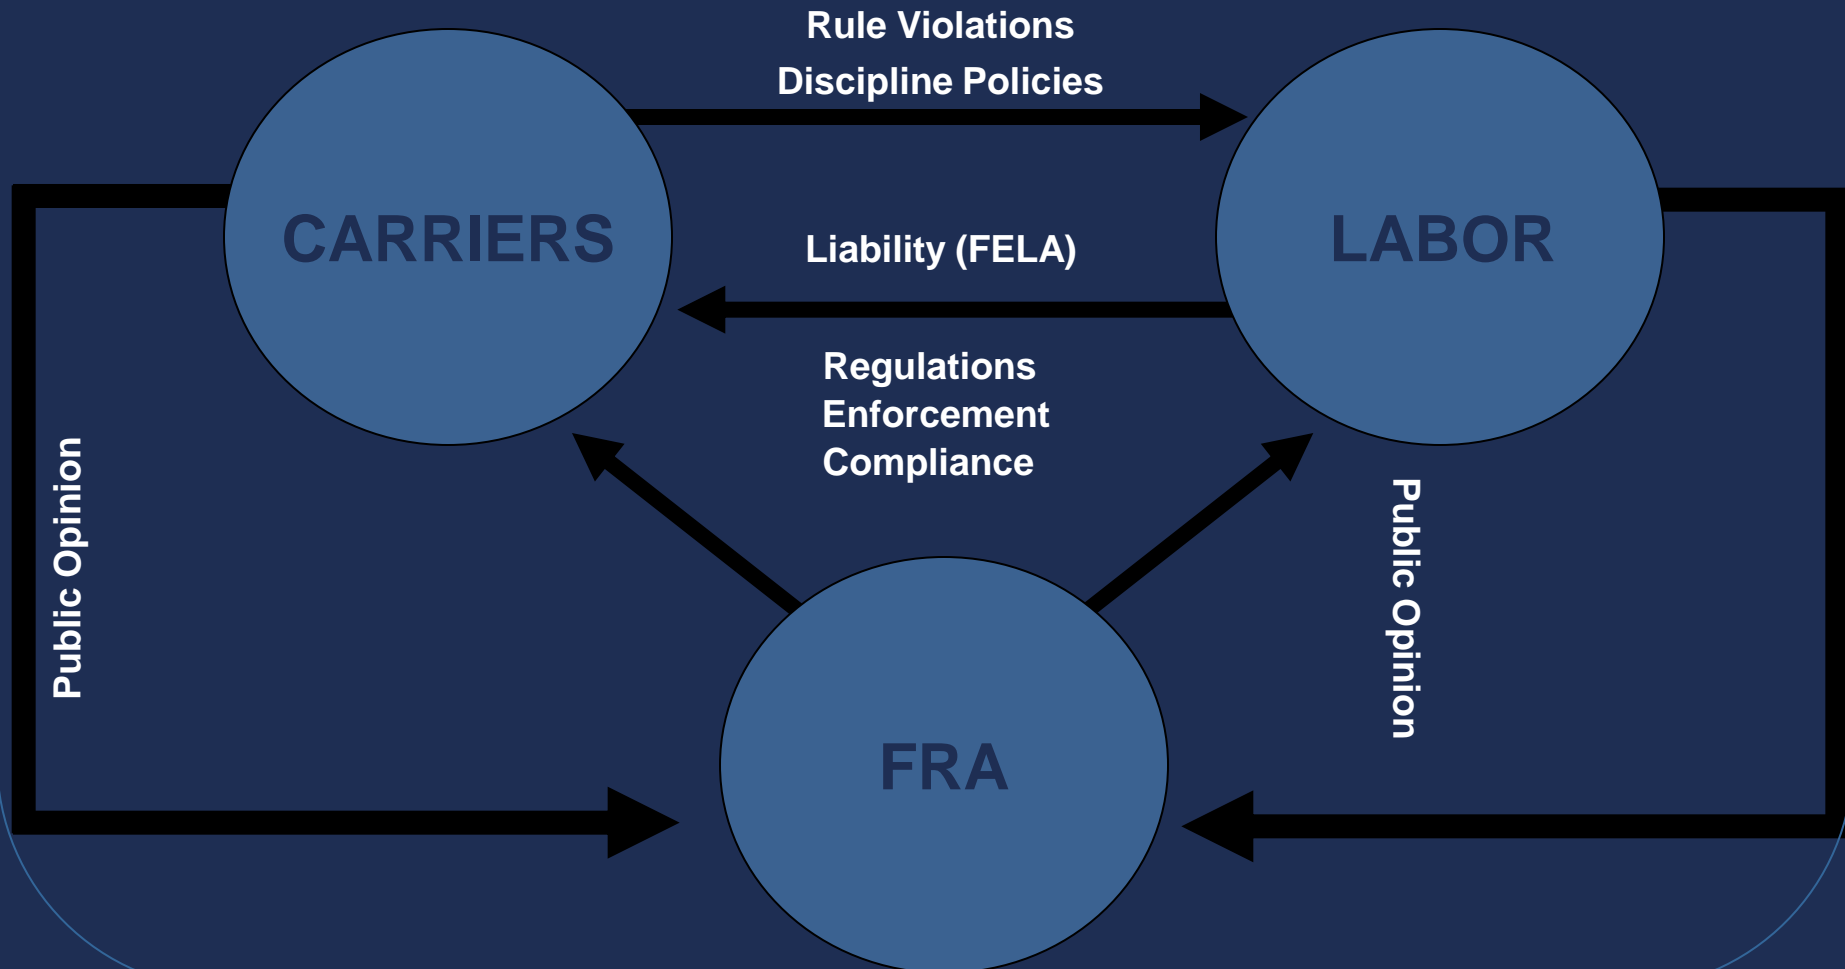 Rule Violations
Discipline Policies
CARRIERS
LABOR
Liability (FELA)
Regulations
Enforcement
Compliance
Public Opinion
Public Opinion
FRA